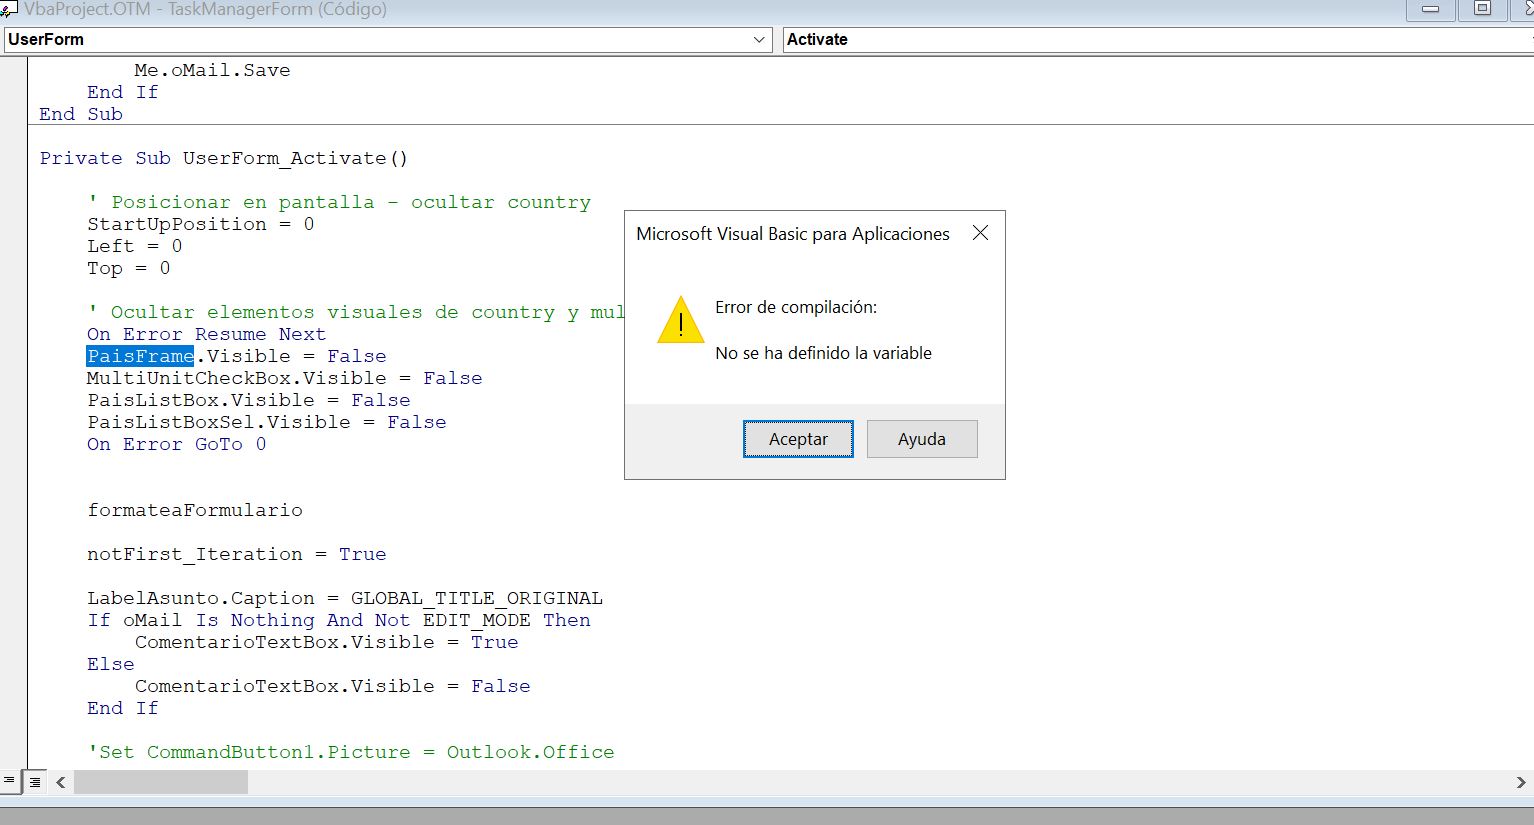 VbaProject.OTM - TaskManagerForm (Código)
UserForm
Activate
Me.oMail.Save
End If
End Sub
Private Sub UserForm_Activate()
' Posicionar en pantalla - ocultar country
StartUpPosition = 0
Left = 0
Top = 0
' Ocultar elementos visuales de country y mul
On Error Resume Next
PaisFrame.Visible = False
MultiUnitCheckBox.Visible = False
PaisListBox.Visible = False
PaisListBoxSel.Visible = False
On Error GoTo 0
formateaFormulario
notFirst_Iteration = True
LabelAsunto.Caption = GLOBAL_TITLE_ORIGINAL
If oMail Is Nothing And Not EDIT_MODE Then
ComentarioTextBox.Visible = True
Else
ComentarioTextBox.Visible = False
End If
'Set CommandButton1.Picture = Outlook.Office
Microsoft Visual Basic para Aplicaciones
Error de compilación:
No se ha definido la variable
Aceptar
Ayuda